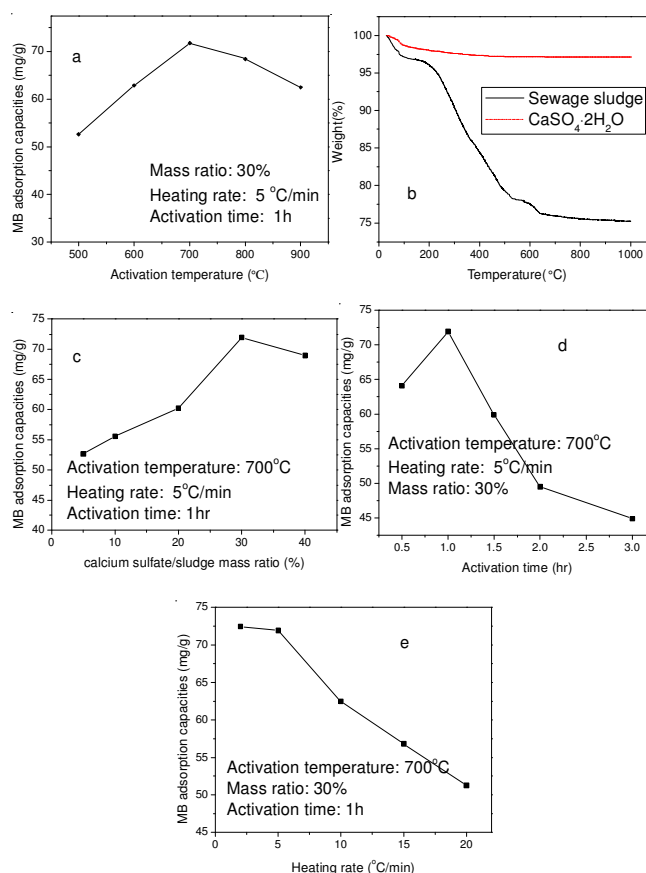 a
MB adsorption capacities (mg/g)
70
60
50
40
30
500 600 700 800 900
Activation temperature (℃)
Mass ratio: 30%
Heating rate: 5 °C/min
Activation time: 1h
b
Weight(%)
100
95
90
85
80
75
0 200 400 600 800 1000
Temperature(°C)
Sewage sludge
CaSO4·2H2O
c
MB adsorption capacities (mg/g)
80
75
70
65
60
55
50
45
40
10 20 30 40
calcium sulfate/sludge mass ratio (%)
Activation temperature: 700°C
Heating rate: 5°C/min
Activation time: 1hr
d
MB adsorption capacities (mg/g)
75
70
65
60
55
50
45
0.5 1.0 1.5 2.0 2.5 3.0
Activation time (hr)
Activation temperature: 700°C
Heating rate: 5°C/min
Mass ratio: 30%
e
MB adsorption capacities (mg/g)
75
70
65
60
55
50
45
5 10 15 20
Heating rate (°C/min)
Activation temperature: 700°C
Mass ratio: 30%
Activation time: 1h